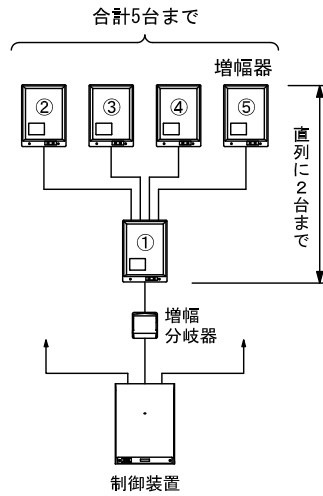 合計5台まで
増幅器
②
③
④
⑤
直列に2台まで
①
増幅
分岐器
制御装置